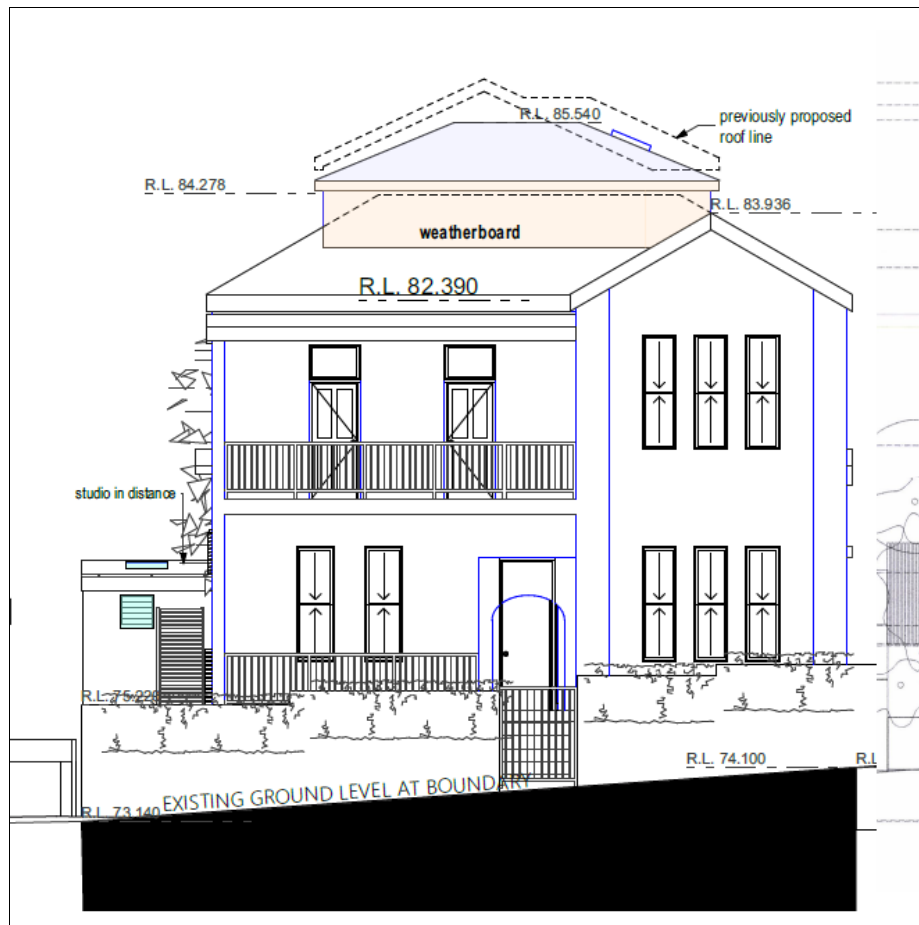 R.L. 85.540
previously proposed
roof line
R.L. 84.278
R.L. 83.936
weatherboard
R.L. 82.390
studio in distance
R.L. 75.220
R.L. 74.100
R.L
EXISTING GROUND LEVEL AT BOUNDARY
R.L. 73.140